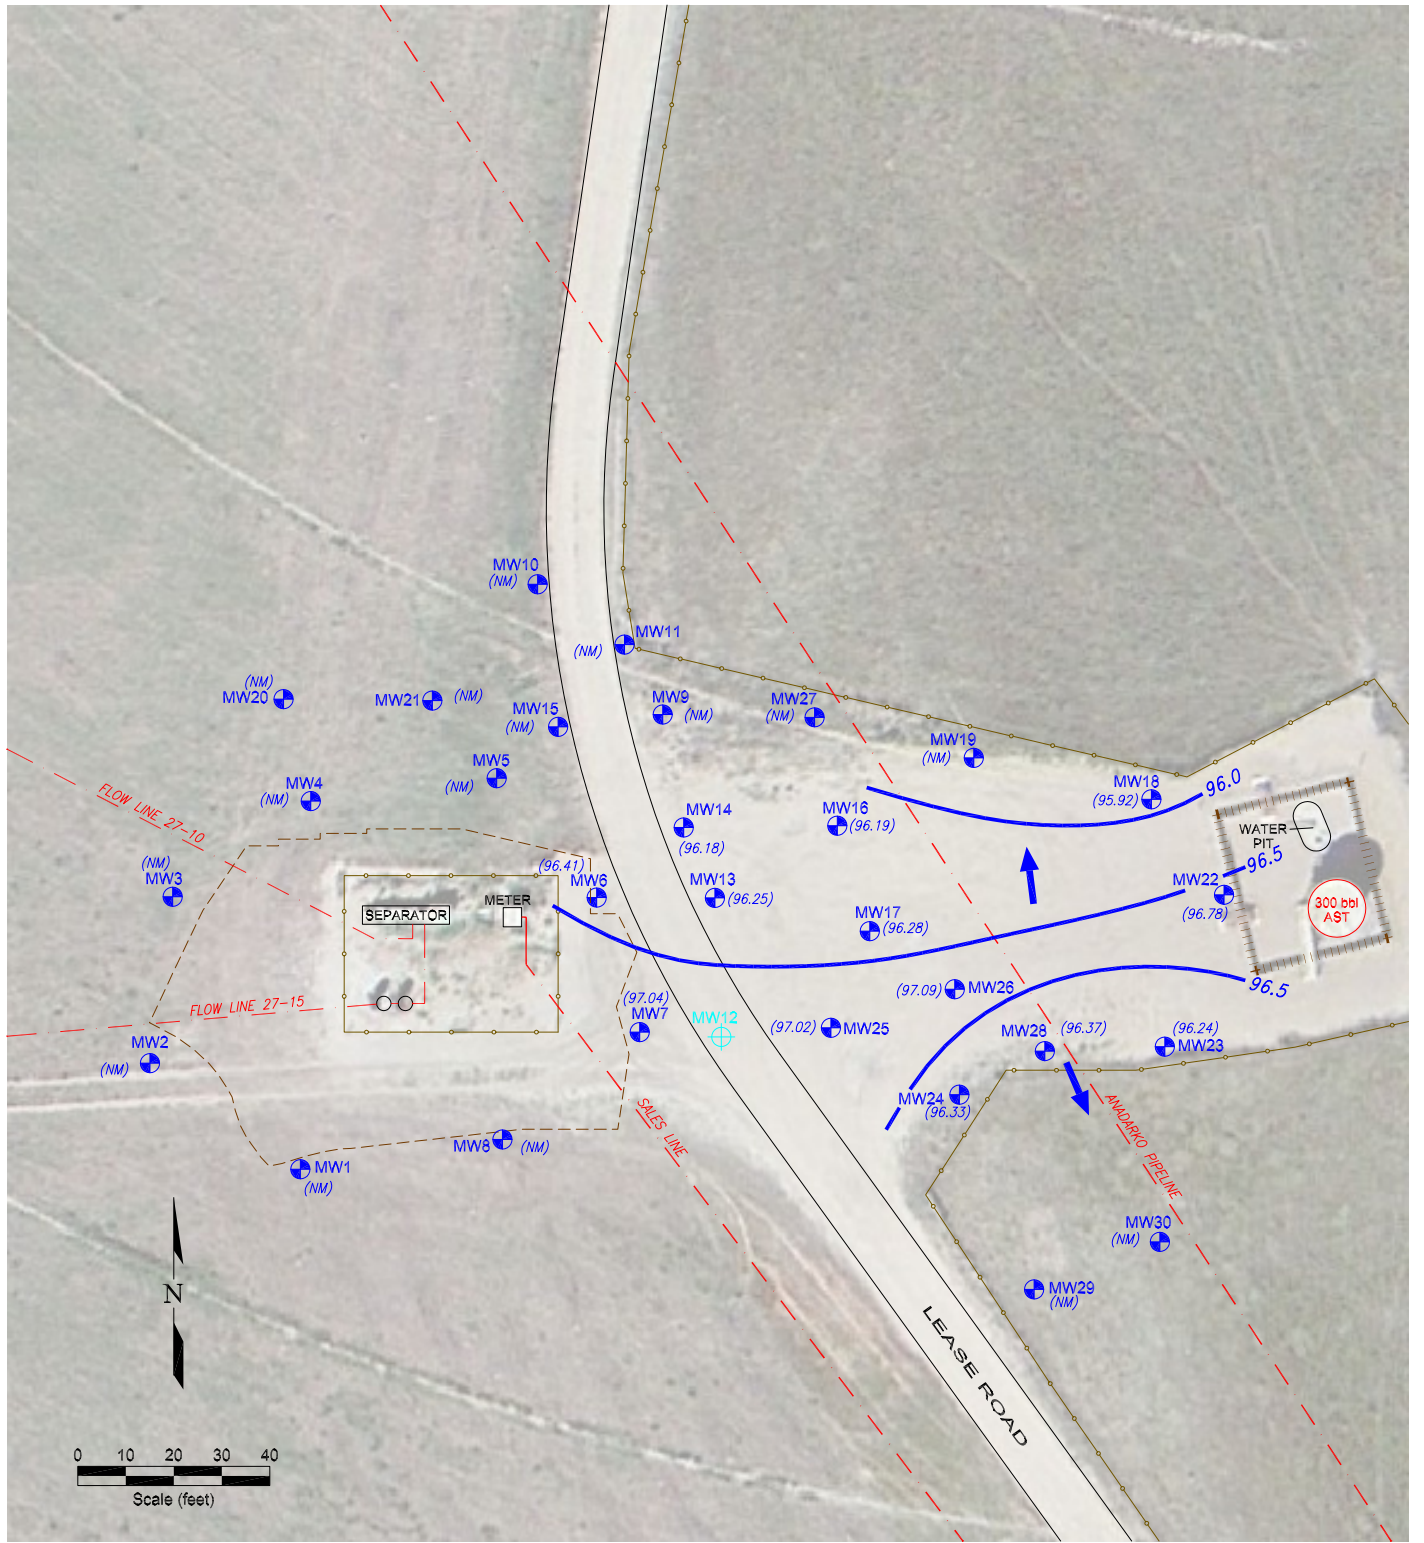 MW10
(NM)
MW11
(NM)
(NM)
MW20
MW21
(NM)
MW15
(NM)
MW9
(NM)
MW27
(NM)
MW19
(NM)
MW5
(NM)
MW4
(NM)
MW18
(95.92)
96.0
FLOW LINE 27-10
MW14
(96.18)
MW16
(96.19)
WATER
PIT
96.5
(NM)
MW3
(96.41)
MW6
METER
SEPARATOR
MW13
(96.25)
MW17
(96.28)
MW22
(96.78)
300 bbl
AST
FLOW LINE 27-15
(97.04)
MW7
MW12
(97.09)
MW26
96.5
(97.02)
MW25
MW28
(96.37)
(96.24)
MW23
MW2
(NM)
MW24
(96.33)
SALES LINE
ANADARKO PIPELINE
MW8
(NM)
MW1
(NM)
MW30
(NM)
MW29
(NM)
N
LEASE ROAD
0 10 20 30 40
Scale (feet)